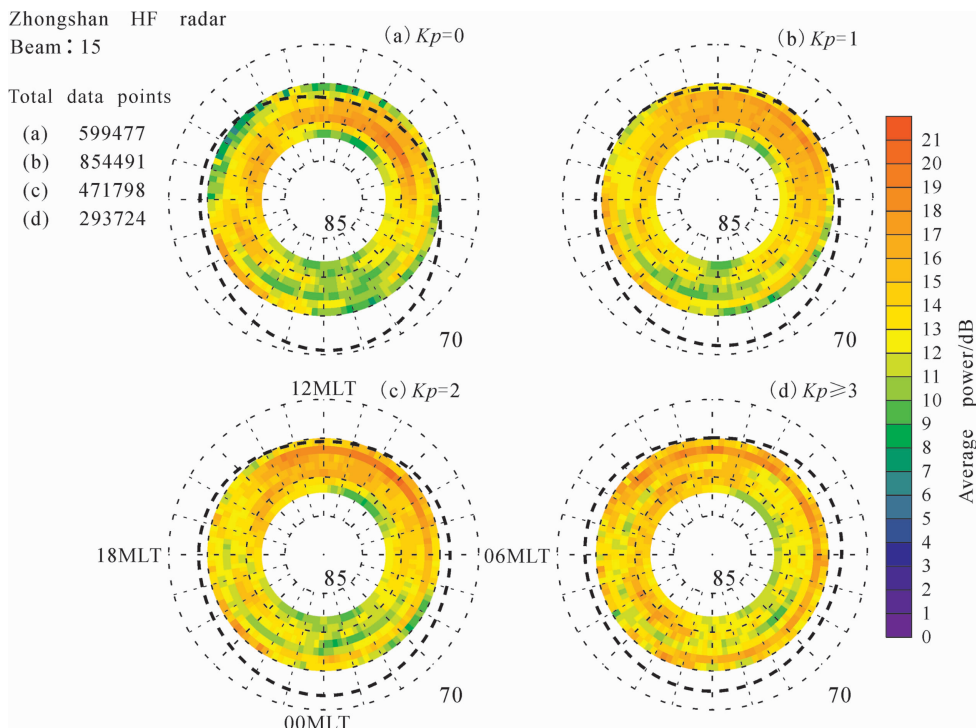 Zhongshan HF radar
Beam: 15
Total data points
(a) 599477
(b) 854491
(c) 471798
(d) 293724
(a) Kp=0
85
70
(b) Kp=1
85
70
12MLT
(c) Kp=2
18MLT
85
06MLT
70
00MLT
(d) Kp≥3
85
70
21
20
19
18
17
16
15
14
13
12
11
10
9
8
7
6
5
4
3
2
1
0
Average power/dB